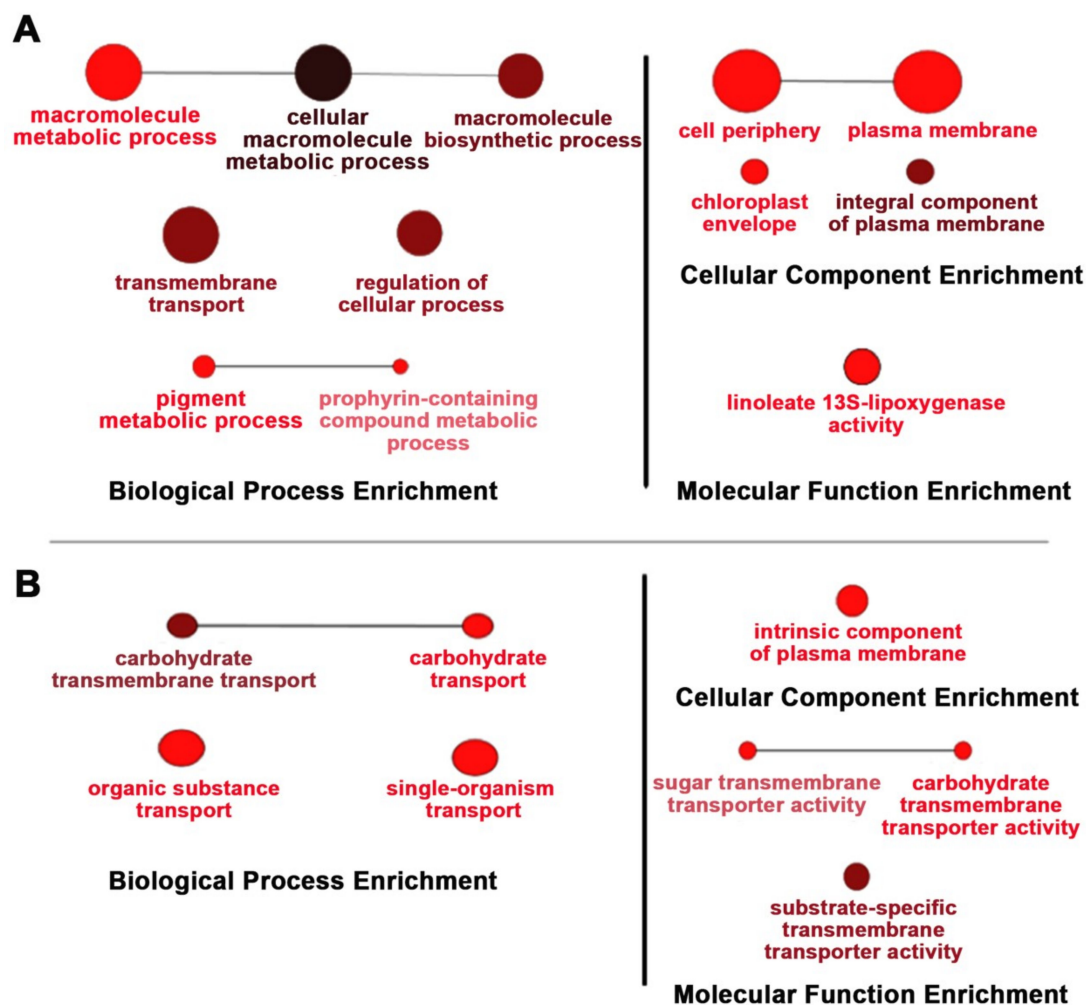 A
macromolecule
metabolic process
cellular
macromolecule
metabolic process
macromolecule
biosynthetic process
transmembrane
transport
regulation of
cellular process
pigment
metabolic process
prophyrin-containing
compound metabolic
process
Biological Process Enrichment
cell periphery
plasma membrane
chloroplast
envelope
integral component
of plasma membrane
Cellular Component Enrichment
linoleate 13S-lipoxygenase
activity
Molecular Function Enrichment
B
carbohydrate
transmembrane transport
carbohydrate
transport
organic substance
transport
single-organism
transport
Biological Process Enrichment
intrinsic component
of plasma membrane
Cellular Component Enrichment
sugar transmembrane
transporter activity
carbohydrate
transmembrane
transporter activity
substrate-specific
transmembrane
transporter activity
Molecular Function Enrichment